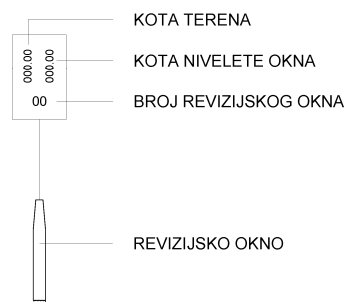 KOTA TERENA
000.00
000.00
KOTA NIVELETE OKNA
00
BROJ REVIZIJSKOG OKNA
REVIZIJSKO OKNO